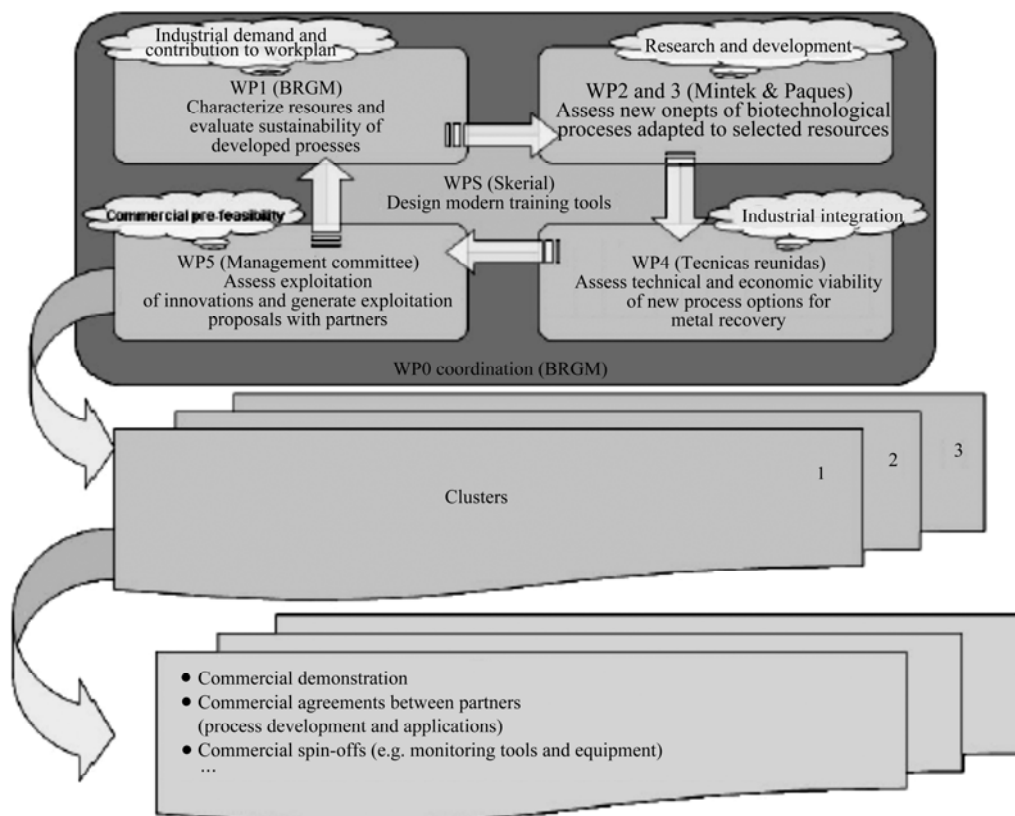 Industrial demand and
contribution to workplan
WP1 (BRGM)
Characterize resoures and
evaluate sustainability of
developed proesses
Research and development
WP2 and 3 (Mintek & Paques)
Assess new onepts of biotechnological
proceses adapted to selected resources
WPS (Skerial)
Design modern training tools
Commercial pre-feasibility
WP5 (Management committee)
Assess exploitation
of innovations and generate exploitation
proposals with partners
Industrial integration
WP4 (Tecnicas reunidas)
Assess technical and economic viability
of new process options for
metal recovery
WP0 coordination (BRGM)
Clusters
1
2
3
● Commercial demonstration
● Commercial agreements between partners
(process development and applications)
● Commercial spin-offs (e.g. monitoring tools and equipment)
…